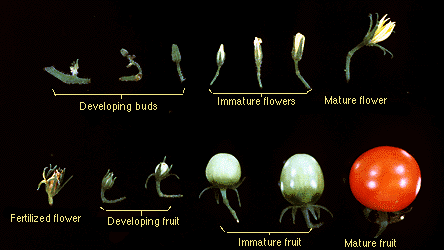 Developing buds
Immature flowers
Mature flower
Fertilized flower
Developing fruit
Immature fruit
Mature fruit